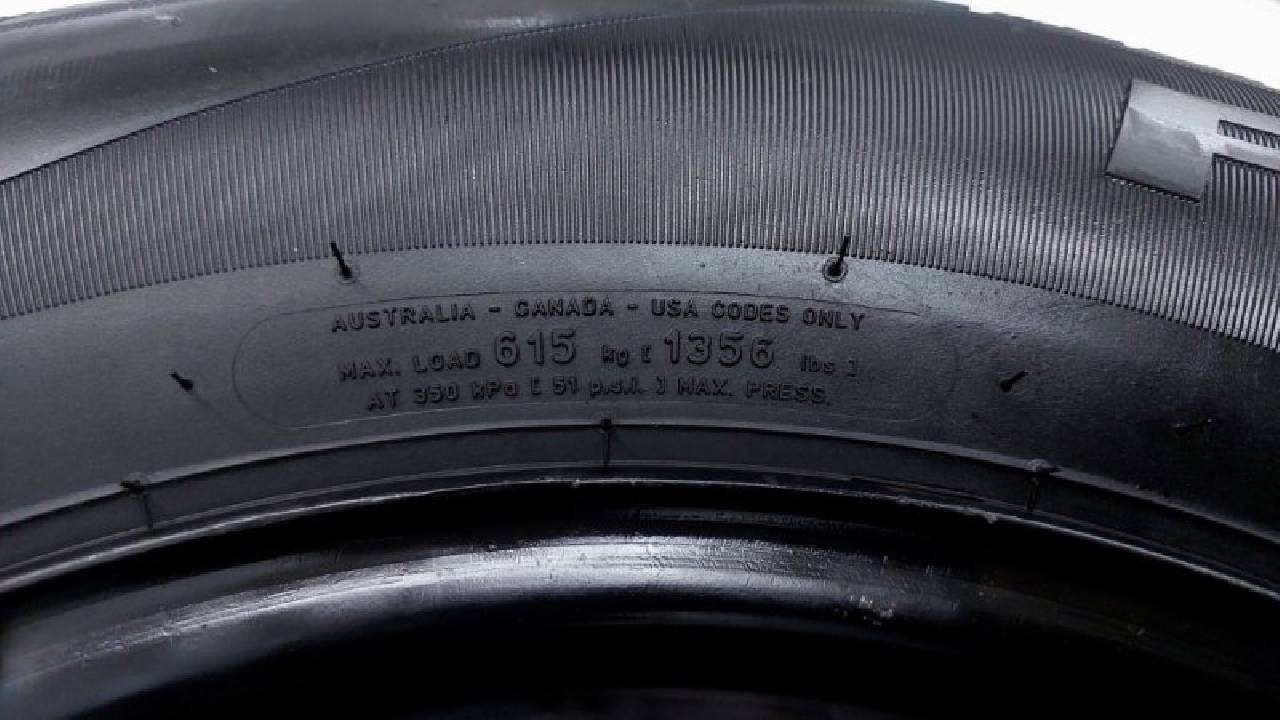 AUSTRALIA - CANADA - USA CODES ONLY
MAX. LOAD 615 kg [ 1356 lbs ]
AT 350 kPa [ 51 p.s.i. ] MAX. PRESS.